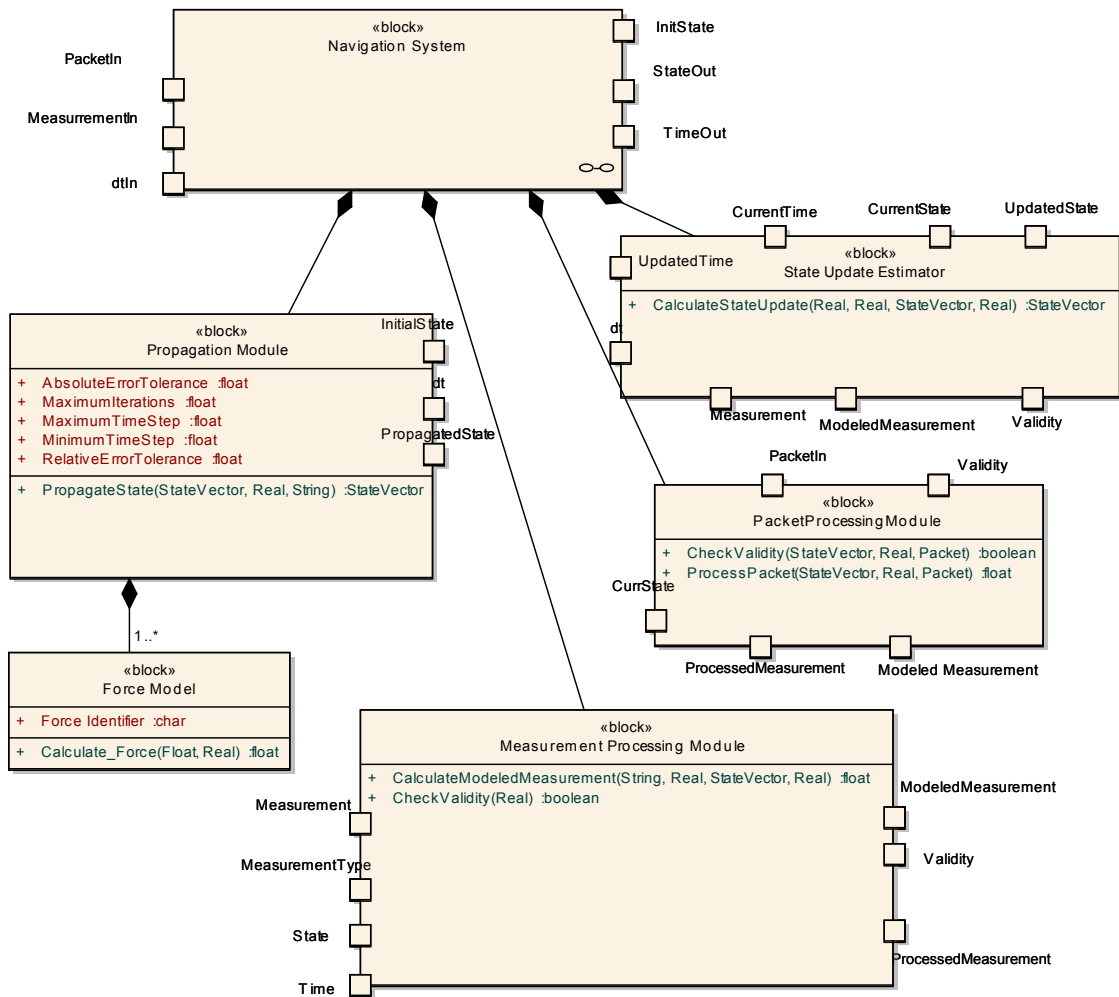 «block»
Navigation System
PacketIn
MeasurrementIn
dtIn
InitState
StateOut
TimeOut
CurrentTime
CurrentState
UpdatedState
UpdatedTime
«block»
State Update Estimator
+ CalculateStateUpdate(Real, Real, StateVector, Real) :StateVector
dt
Measurement
ModeledMeasurement
Validity
«block»
Propagation Module
InitialState
dt
PropagatedState
+ AbsoluteErrorTolerance :float
+ MaximumIterations :float
+ MaximumTimeStep :float
+ MinimumTimeStep :float
+ RelativeErrorTolerance :float
+ PropagateState(StateVector, Real, String) :StateVector
PacketIn
Validity
«block»
PacketProcessingModule
+ CheckValidity(StateVector, Real, Packet) :boolean
+ ProcessPacket(StateVector, Real, Packet) :float
CurrState
ProcessedMeasurement
Modeled Measurement
1..*
«block»
Force Model
+ Force Identifier :char
+ Calculate_Force(Float, Real) :float
«block»
Measurement Processing Module
+ CalculateModeledMeasurement(String, Real, StateVector, Real) :float
+ CheckValidity(Real) :boolean
Measurement
MeasurementType
State
Time
ModeledMeasurement
Validity
ProcessedMeasurement